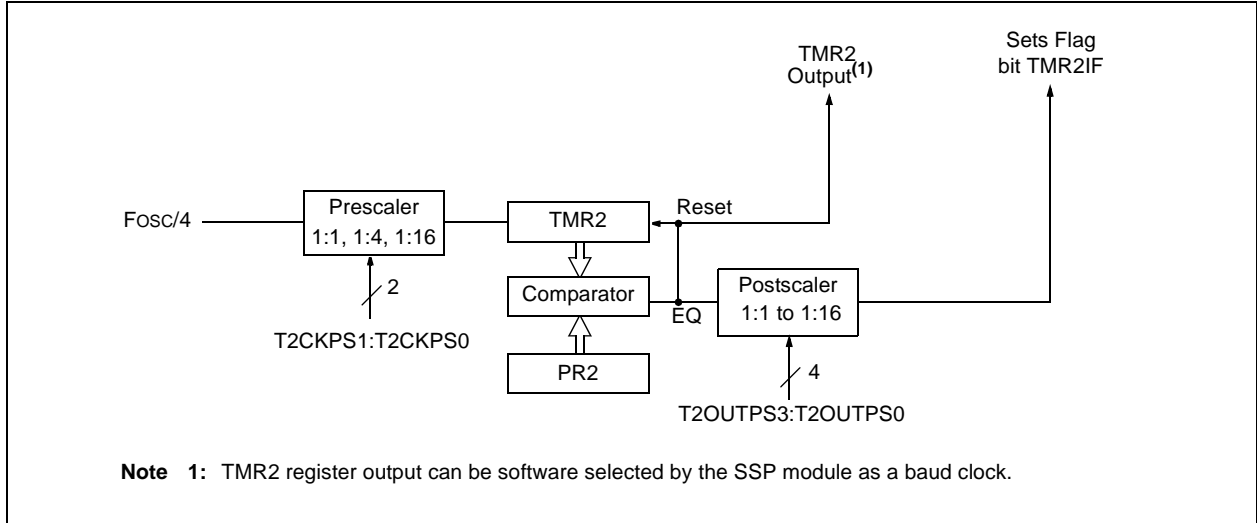 Sets Flag
bit TMR2IF
TMR2
Output(1)
FOSC/4
Prescaler
1:1, 1:4, 1:16
TMR2
Reset
2
T2CKPS1:T2CKPS0
Comparator
EQ
Postscaler
1:1 to 1:16
PR2
4
T2OUTPS3:T2OUTPS0
Note 1: TMR2 register output can be software selected by the SSP module as a baud clock.